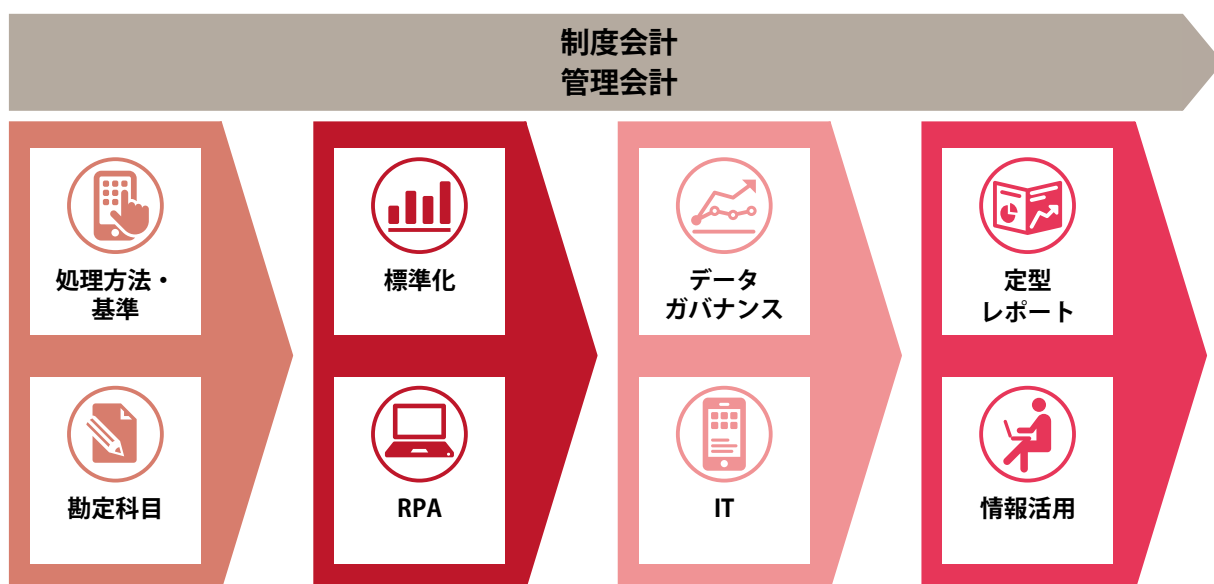 制度会計
管理会計
処理方法・
基準
標準化
データ
ガバナンス
定型
レポート
勘定科目
RPA
IT
情報活用